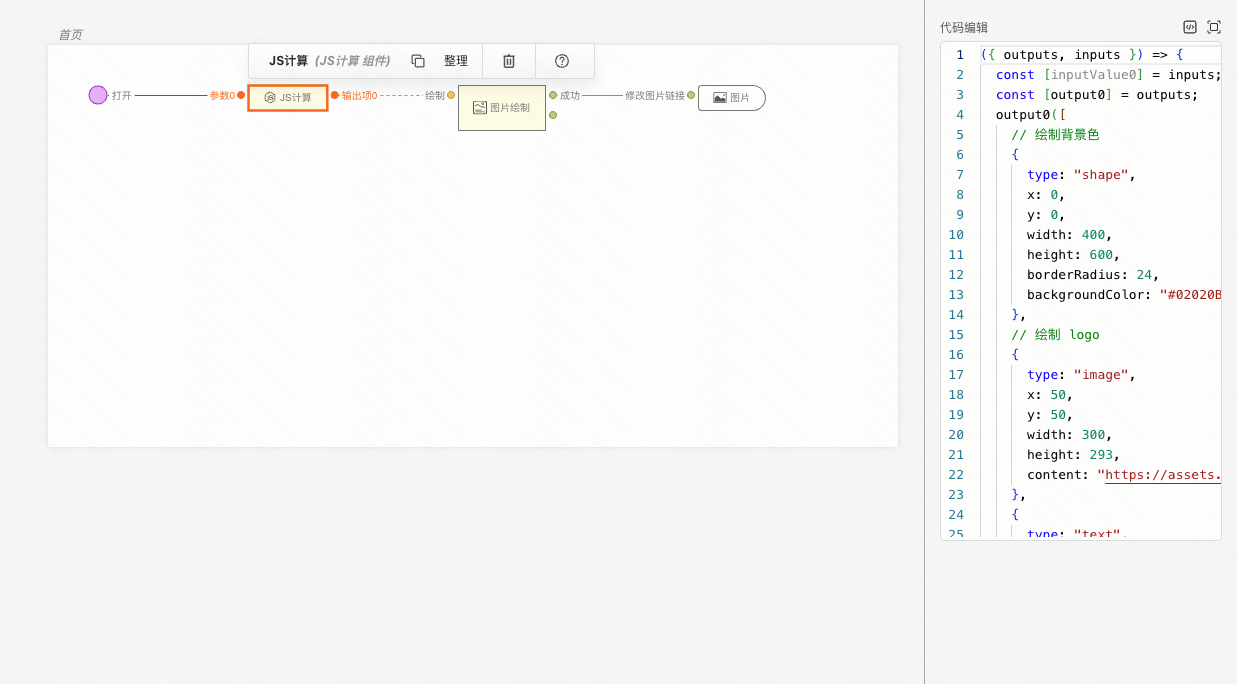 首页
JS计算 (JS计算 组件) 整理
打开 参数0 JS计算 输出项0 绘制 图片绘制 成功 修改图片链接 图片
代码编辑
1 ({ outputs, inputs }) => {
2 const [inputValue0] = inputs;
3 const [output0] = outputs;
4 output0([
5 // 绘制背景色
6 {
7 type: "shape",
8 x: 0,
9 y: 0,
10 width: 400,
11 height: 600,
12 borderRadius: 24,
13 backgroundColor: "#02020B
14 },
15 // 绘制 logo
16 {
17 type: "image",
18 x: 50,
19 y: 50,
20 width: 300,
21 height: 293,
22 content: "https://assets.
23 },
24 {
25 type: "text",